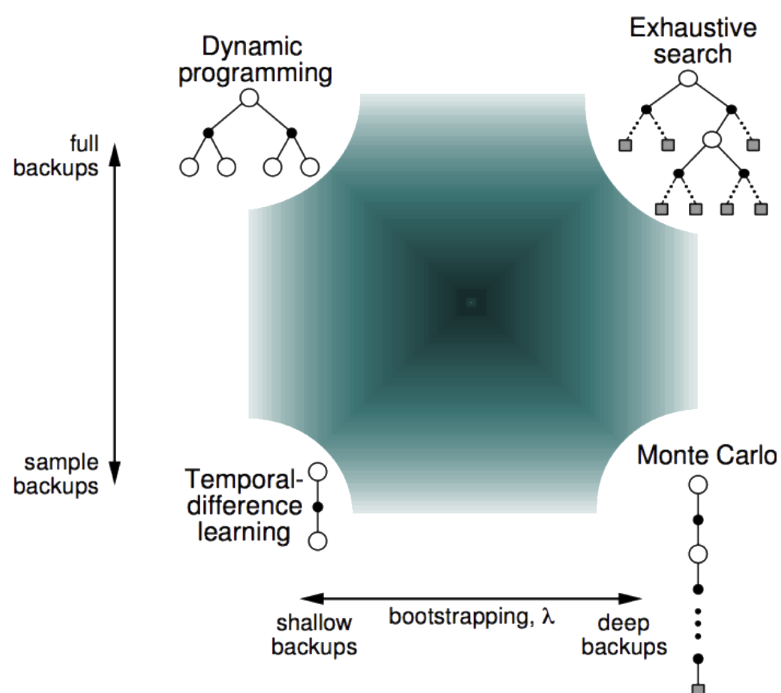 Dynamic
programming
Exhaustive
search
full
backups
sample
backups
Temporal-
difference
learning
Monte Carlo
bootstrapping, λ
shallow
backups
deep
backups